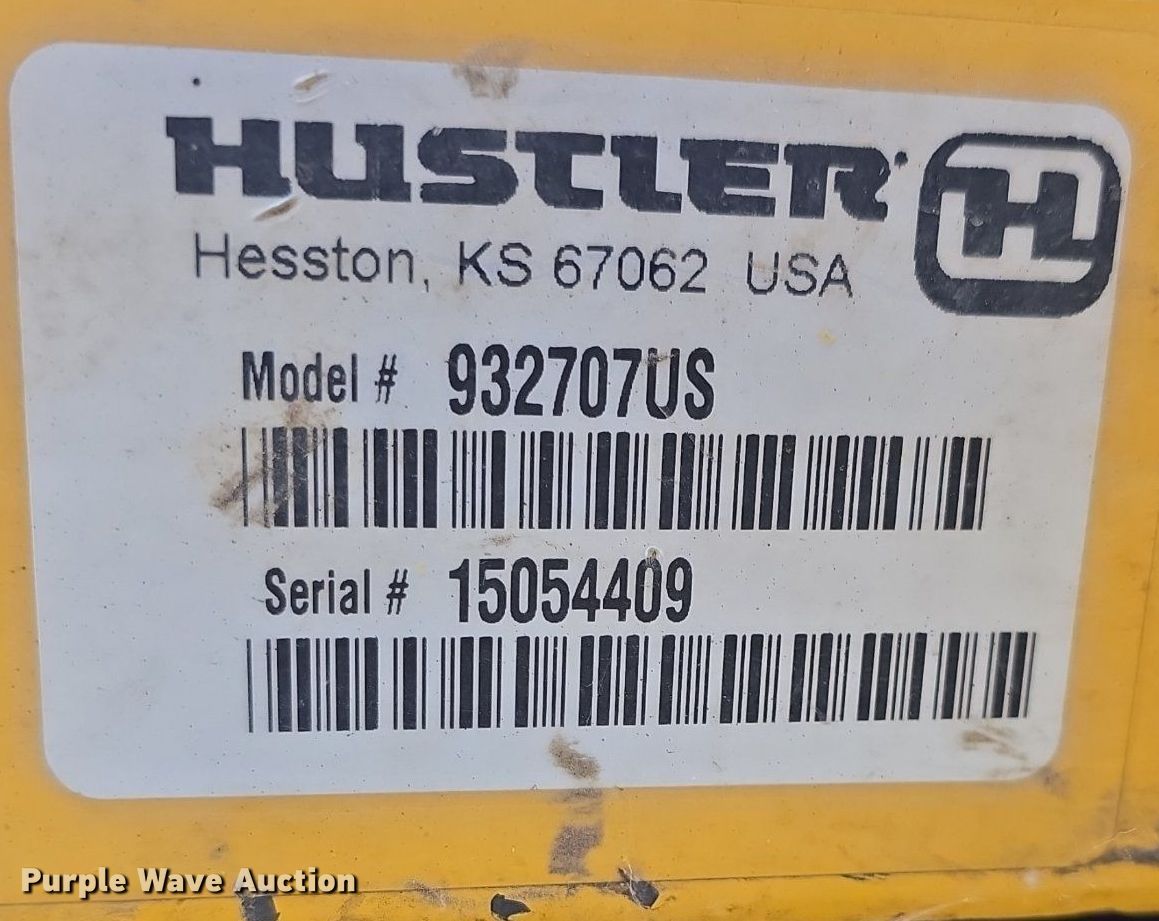 HUSTLER
H
Hesston, KS 67062 USA
Model # 932707US
Serial # 15054409
Purple Wave Auction